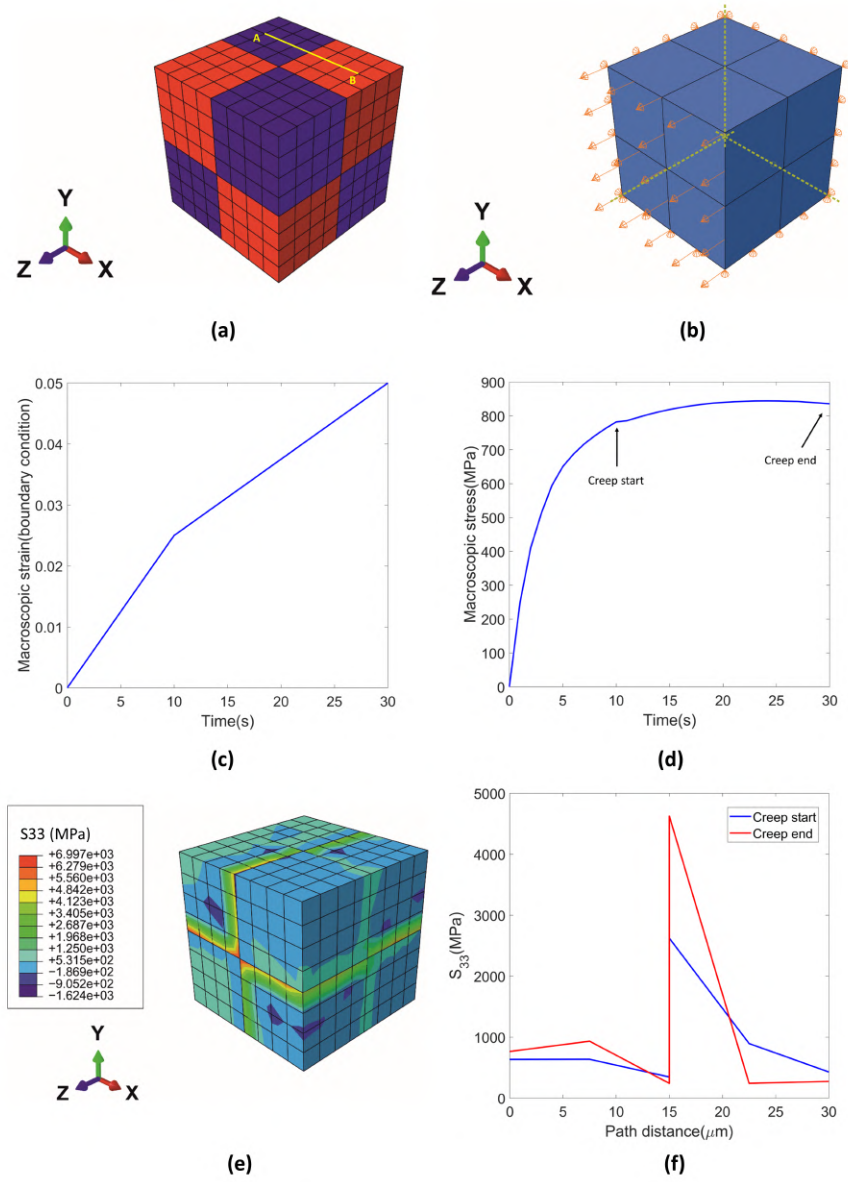 A
B
Y
Z
X
(a)
Y
Z
X
(b)
0.05
0.04
0.03
0.02
0.01
0
Macroscopic strain(boundary condition)
0 5 10 15 20 25 30
Time(s)
(c)
900
800
700
600
500
400
300
200
100
0
Macroscopic stress(MPa)
Creep start
Creep end
0 5 10 15 20 25 30
Time(s)
(d)
S33 (MPa)
+6.997e+03
+6.279e+03
+5.560e+03
+4.842e+03
+4.123e+03
+3.405e+03
+2.687e+03
+1.968e+03
+1.250e+03
+5.315e+02
−1.869e+02
−9.052e+02
−1.624e+03
Y
Z
X
(e)
5000
4000
3000
2000
1000
0
S33(MPa)
Creep start
Creep end
0 5 10 15 20 25 30
Path distance(μm)
(f)